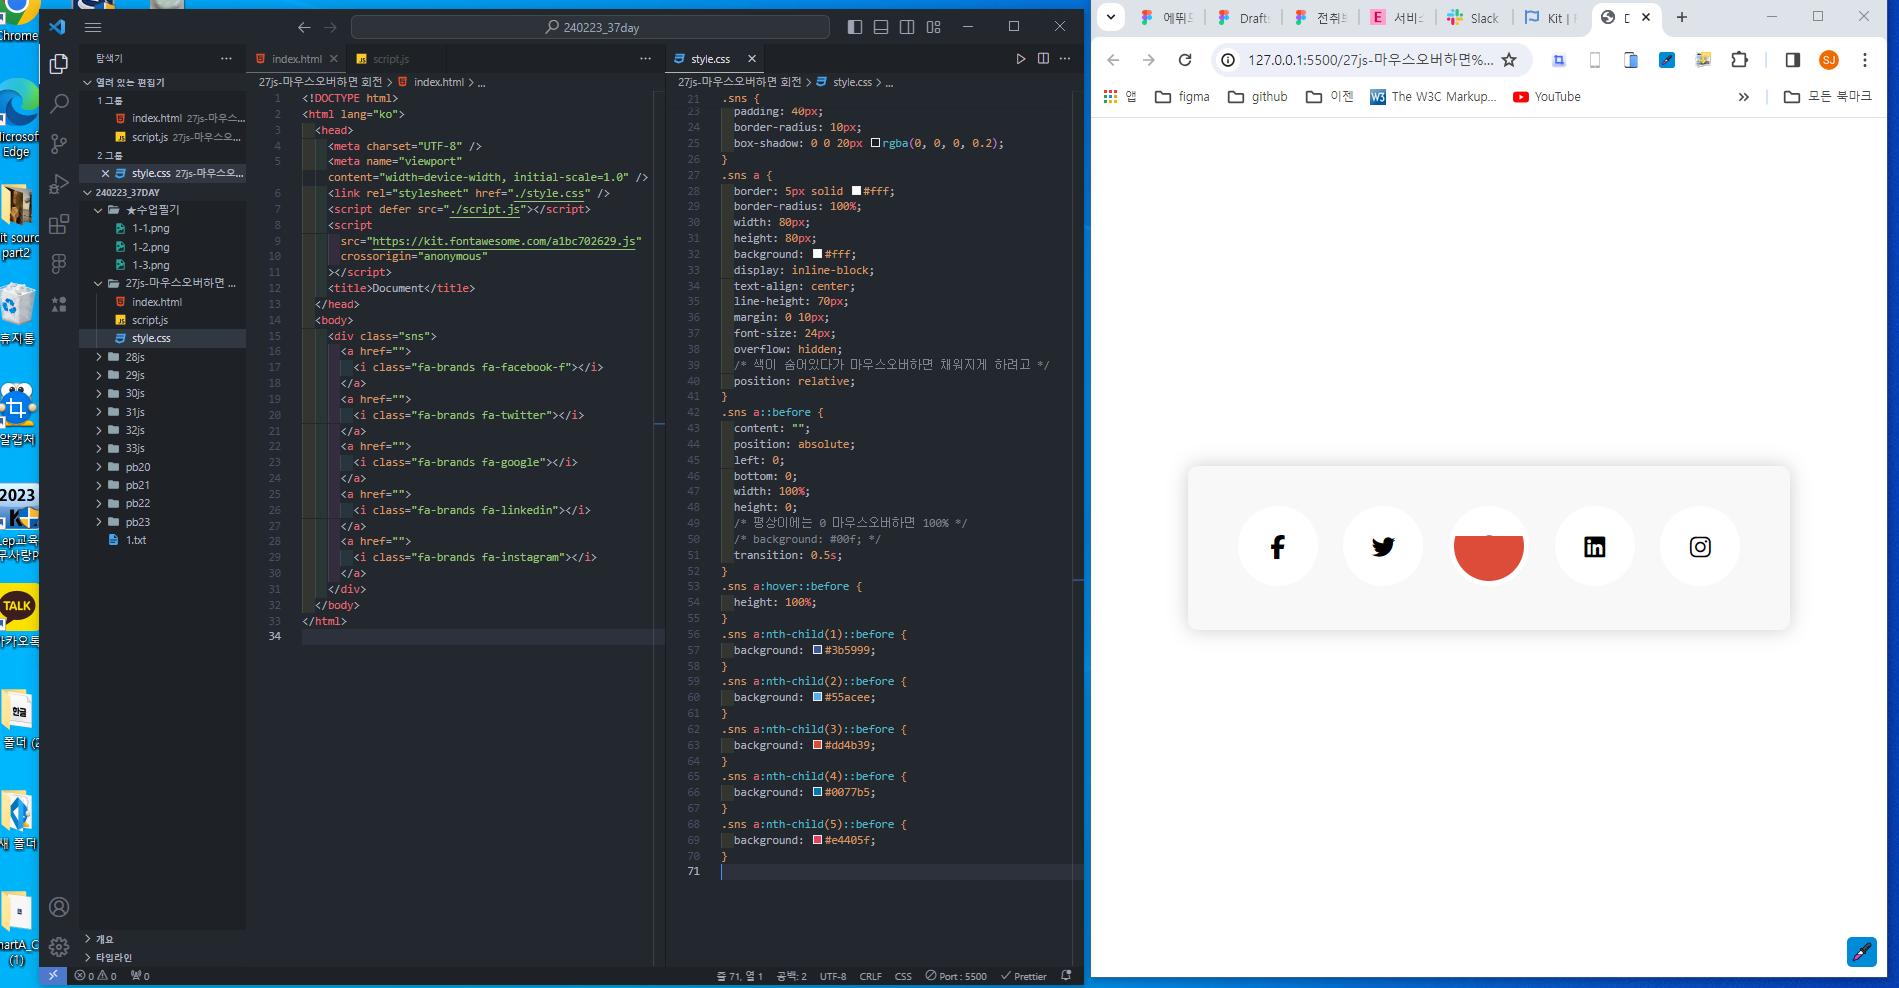 Chrome
Microsoft
Edge
part2
휴지통
알캡처
2023
TALK
한글
새 폴더
(1)
240223_37day
탐색기
열려 있는 편집기
1 그룹
index.html 27js-마우스...
script.js 27js-마우스오...
2 그룹
style.css 27js-마우스오...
240223_37DAY
★수업필기
1-1.png
1-2.png
1-3.png
27js-마우스오버하면 ...
index.html
script.js
style.css
28js
29js
30js
31js
32js
33js
pb20
pb21
pb22
pb23
1.txt
개요
타임라인
index.html
script.js
27js-마우스오버하면 회전 > index.html > ...
1 <!DOCTYPE html>
2 <html lang="ko">
3 <head>
4 <meta charset="UTF-8" />
5 <meta name="viewport"
content="width=device-width, initial-scale=1.0" />
6 <link rel="stylesheet" href="./style.css" />
7 <script defer src="./script.js"></script>
8 <script
9 src="https://kit.fontawesome.com/a1bc702629.js"
10 crossorigin="anonymous"
11 ></script>
12 <title>Document</title>
13 </head>
14 <body>
15 <div class="sns">
16 <a href="">
17 <i class="fa-brands fa-facebook-f"></i>
18 </a>
19 <a href="">
20 <i class="fa-brands fa-twitter"></i>
21 </a>
22 <a href="">
23 <i class="fa-brands fa-google"></i>
24 </a>
25 <a href="">
26 <i class="fa-brands fa-linkedin"></i>
27 </a>
28 <a href="">
29 <i class="fa-brands fa-instagram"></i>
30 </a>
31 </div>
32 </body>
33 </html>
34
style.css
27js-마우스오버하면 회전 > style.css > ...
21 .sns {
23 padding: 40px;
24 border-radius: 10px;
25 box-shadow: 0 0 20px rgba(0, 0, 0, 0.2);
26 }
27 .sns a {
28 border: 5px solid #fff;
29 border-radius: 100%;
30 width: 80px;
31 height: 80px;
32 background: #fff;
33 display: inline-block;
34 text-align: center;
35 line-height: 70px;
36 margin: 0 10px;
37 font-size: 24px;
38 overflow: hidden;
39 /* 색이 숨어있다가 마우스오버하면 채워지게 하려고 */
40 position: relative;
41 }
42 .sns a::before {
43 content: "";
44 position: absolute;
45 left: 0;
46 bottom: 0;
47 width: 100%;
48 height: 0;
49 /* 평상이에는 0 마우스오버하면 100% */
50 /* background: #00f; */
51 transition: 0.5s;
52 }
53 .sns a:hover::before {
54 height: 100%;
55 }
56 .sns a:nth-child(1)::before {
57 background: #3b5999;
58 }
59 .sns a:nth-child(2)::before {
60 background: #55acee;
61 }
62 .sns a:nth-child(3)::before {
63 background: #dd4b39;
64 }
65 .sns a:nth-child(4)::before {
66 background: #0077b5;
67 }
68 .sns a:nth-child(5)::before {
69 background: #e4405f;
70 }
71
0 0 0
줄 71, 열 1 공백: 2 UTF-8 CRLF CSS Port : 5500 Prettier
에뛰 Draft 전취 서비 Slack Kit |
127.0.0.1:5500/27js-마우스오버하면%...
SJ
앱 figma github 이젠 W3 The W3C Markup... YouTube » 모든 북마크
f
in